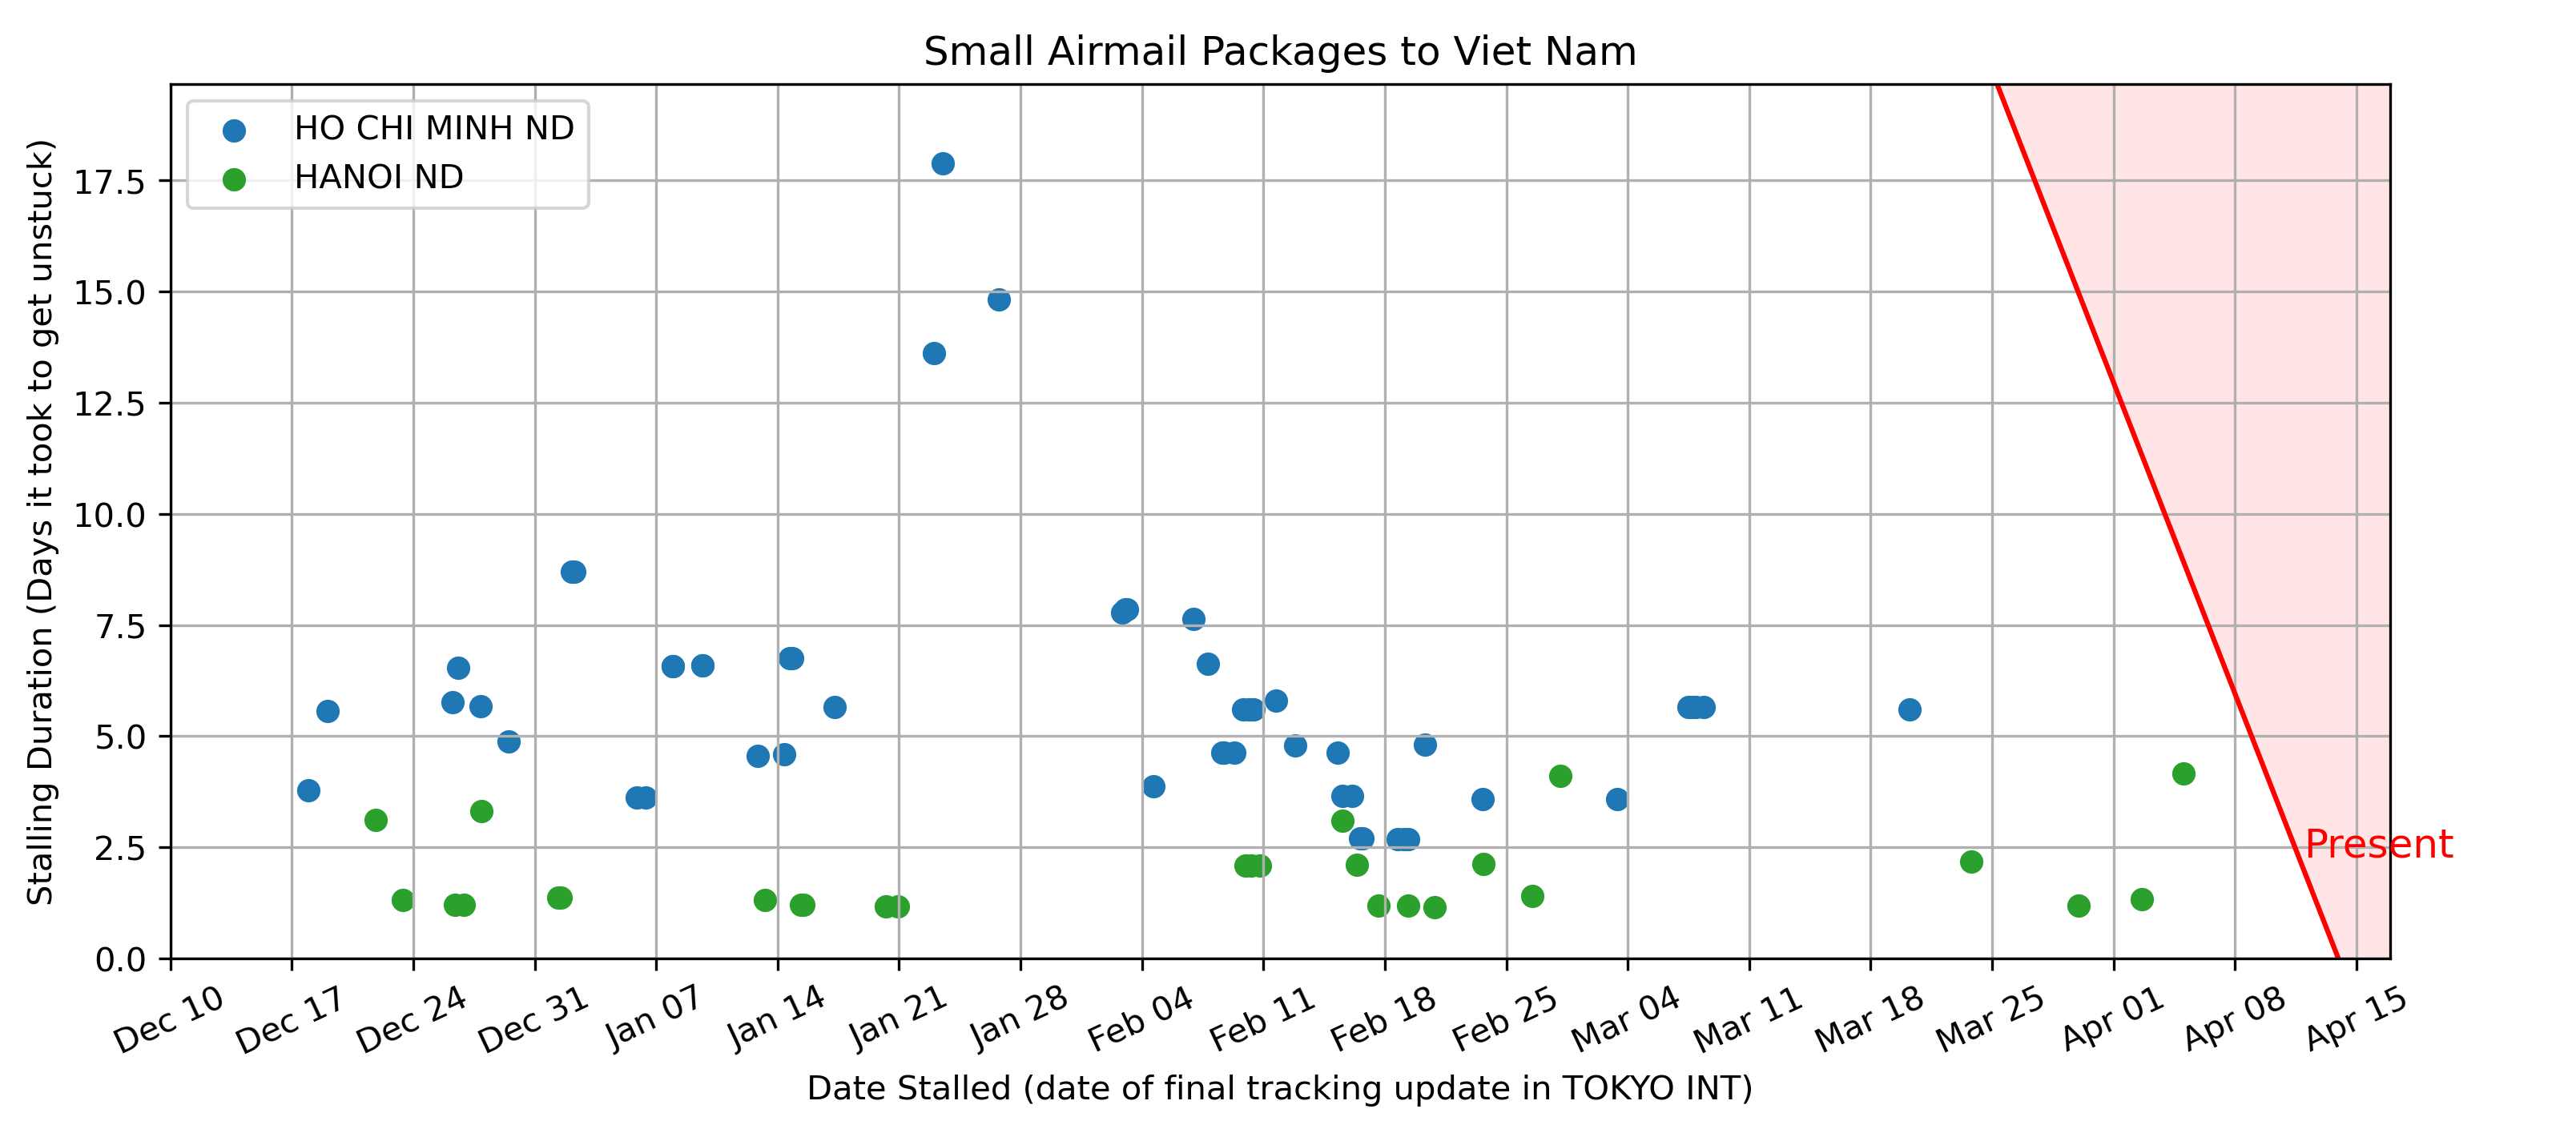 Small Airmail Packages to Viet Nam
HO CHI MINH ND
HANOI ND
Stalling Duration (Days it took to get unstuck)
17.5
15.0
12.5
10.0
7.5
5.0
2.5
0.0
Present
Dec 10
Dec 17
Dec 24
Dec 31
Jan 07
Jan 14
Jan 21
Jan 28
Feb 04
Feb 11
Feb 18
Feb 25
Mar 04
Mar 11
Mar 18
Mar 25
Apr 01
Apr 08
Apr 15
Date Stalled (date of final tracking update in TOKYO INT)